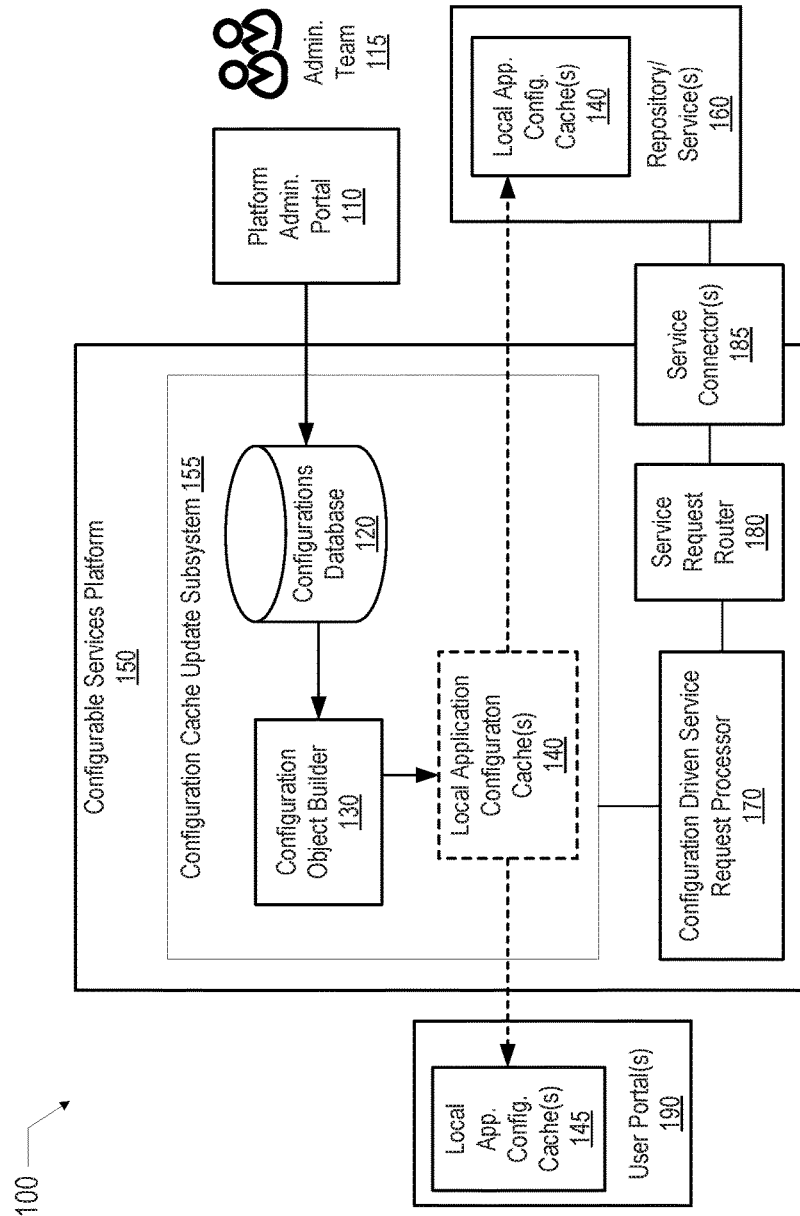 100
Configurable Services Platform
150
Configuration Cache Update Subsystem 155
Configuration
Object Builder
130
Configurations
Database
120
Platform
Admin.
Portal
110
Admin.
Team
115
Local Application
Configuraton
Cache(s)
140
Local
App.
Config.
Cache(s)
145
User Portal(s)
190
Local App.
Config.
Cache(s)
140
Repository/
Service(s)
160
Configuration Driven Service
Request Processor
170
Service
Request
Router
180
Service
Connector(s)
185